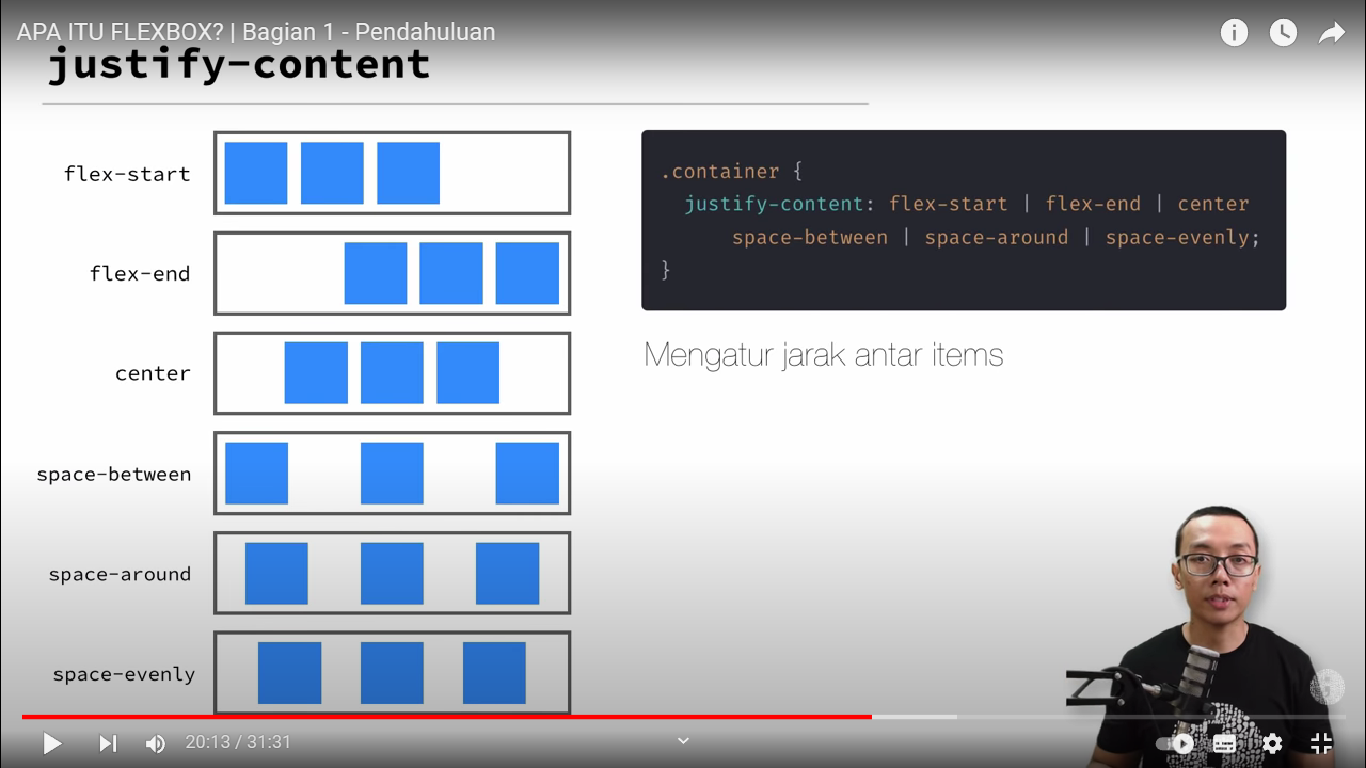 APA ITU FLEXBOX? | Bagian 1 - Pendahuluan
justify-content
flex-start
flex-end
center
space-between
space-around
space-evenly
.container {
justify-content: flex-start | flex-end | center
space-between | space-around | space-evenly;
}
Mengatur jarak antar items
20:13 / 31:31